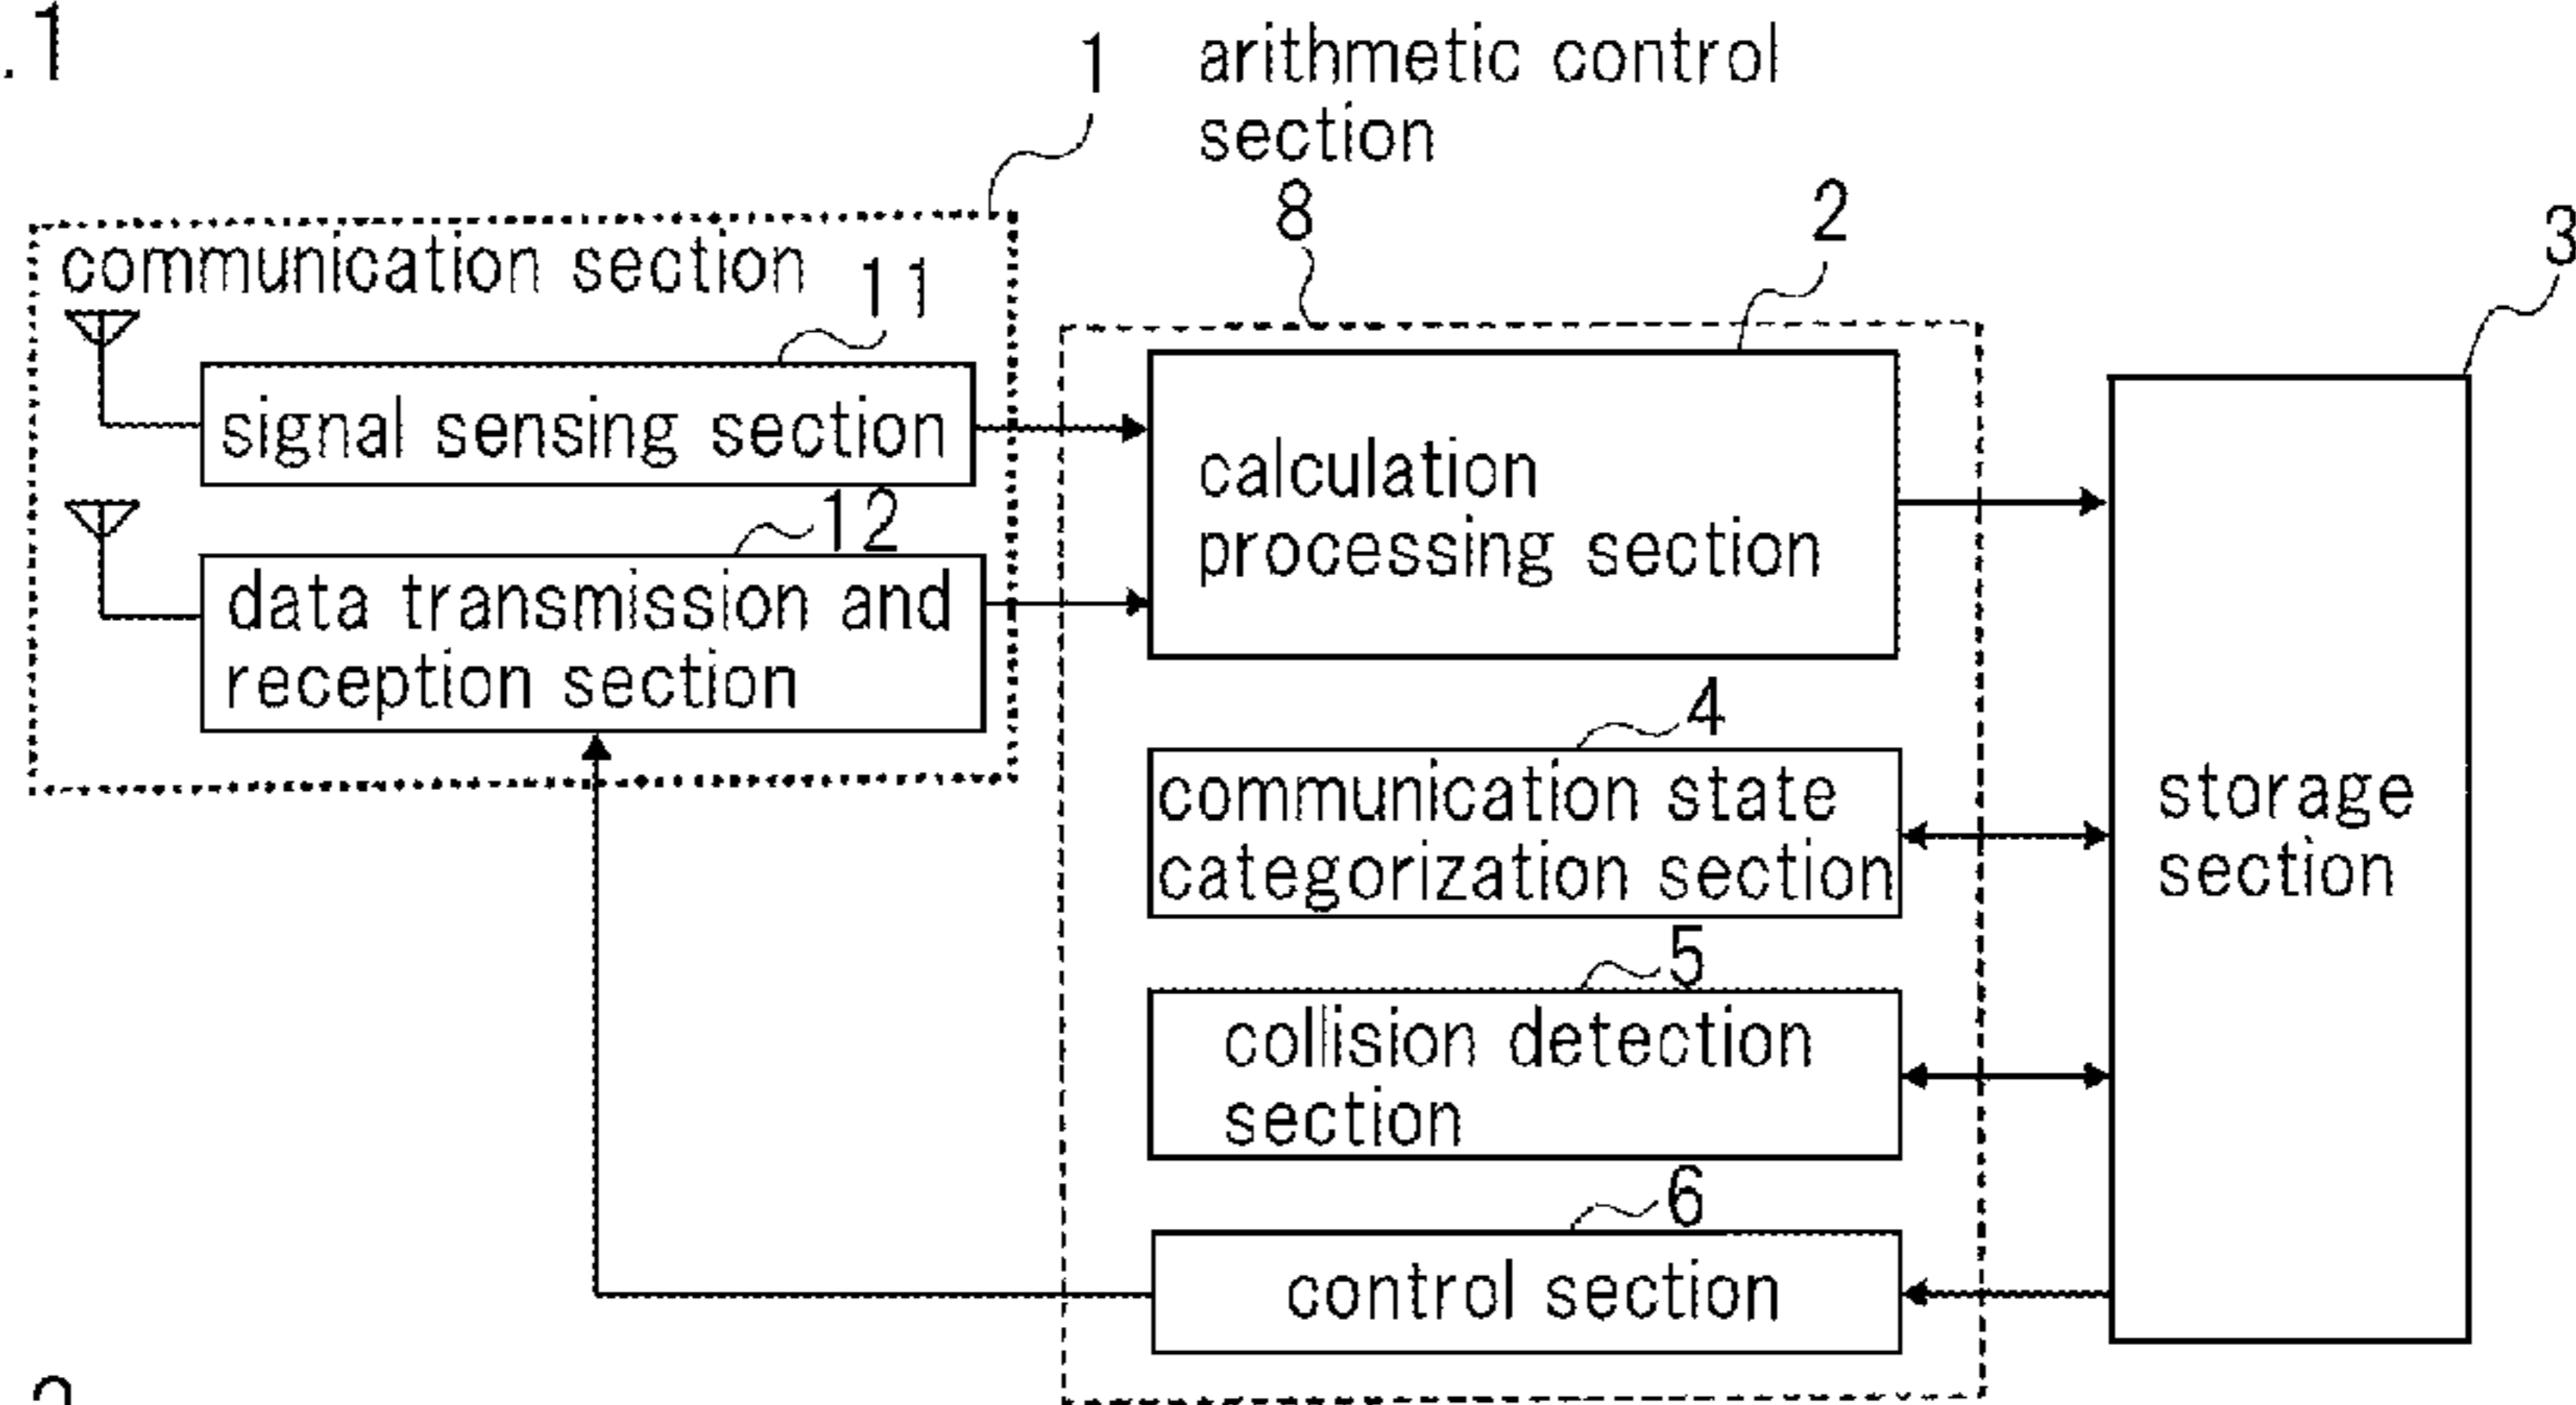 .1
1
arithmetic control
section
8
2
3
communication section
11
signal sensing section
12
data transmission and
reception section
calculation
processing section
4
communication state
categorization section
5
collision detection
section
6
control section
storage
section